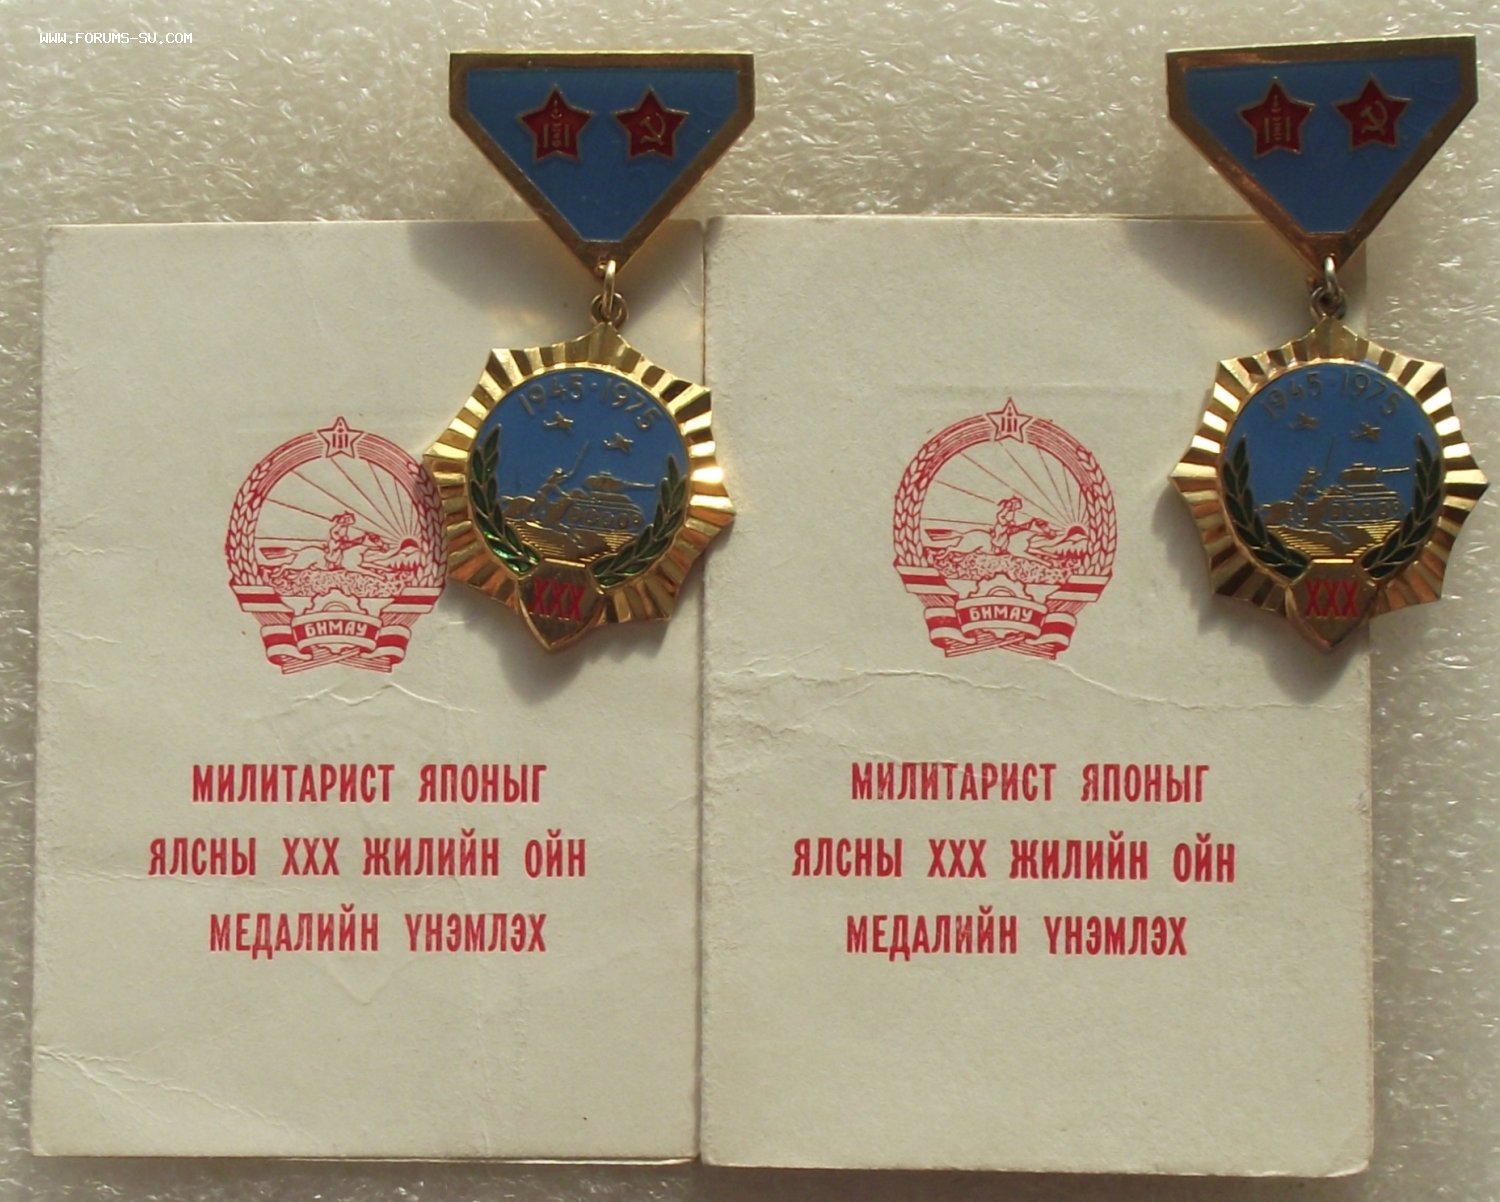 WWW.FORUMS-SU.COM
1945·1975
XXX
1945·1975
XXX
БНМАУ
МИЛИТАРИСТ ЯПОНЫГ
ЯЛСНЫ XXX ЖИЛИЙН ОЙН
МЕДАЛИЙН ҮНЭМЛЭХ
БНМАУ
МИЛИТАРИСТ ЯПОНЫГ
ЯЛСНЫ XXX ЖИЛИЙН ОЙН
МЕДАЛИЙН ҮНЭМЛЭХ